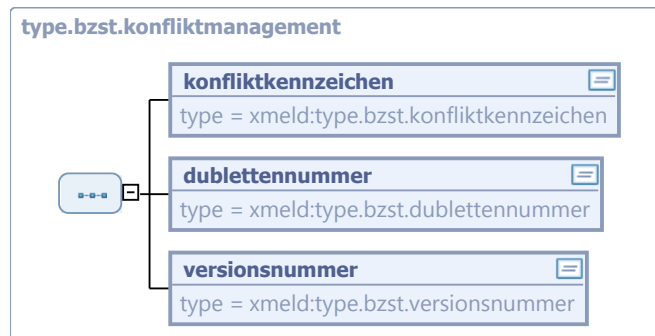 type.bzst.konfliktmanagement
konfliktkennzeichen
type = xmeld:type.bzst.konfliktkennzeichen
dublettennummer
type = xmeld:type.bzst.dublettennummer
versionsnummer
type = xmeld:type.bzst.versionsnummer